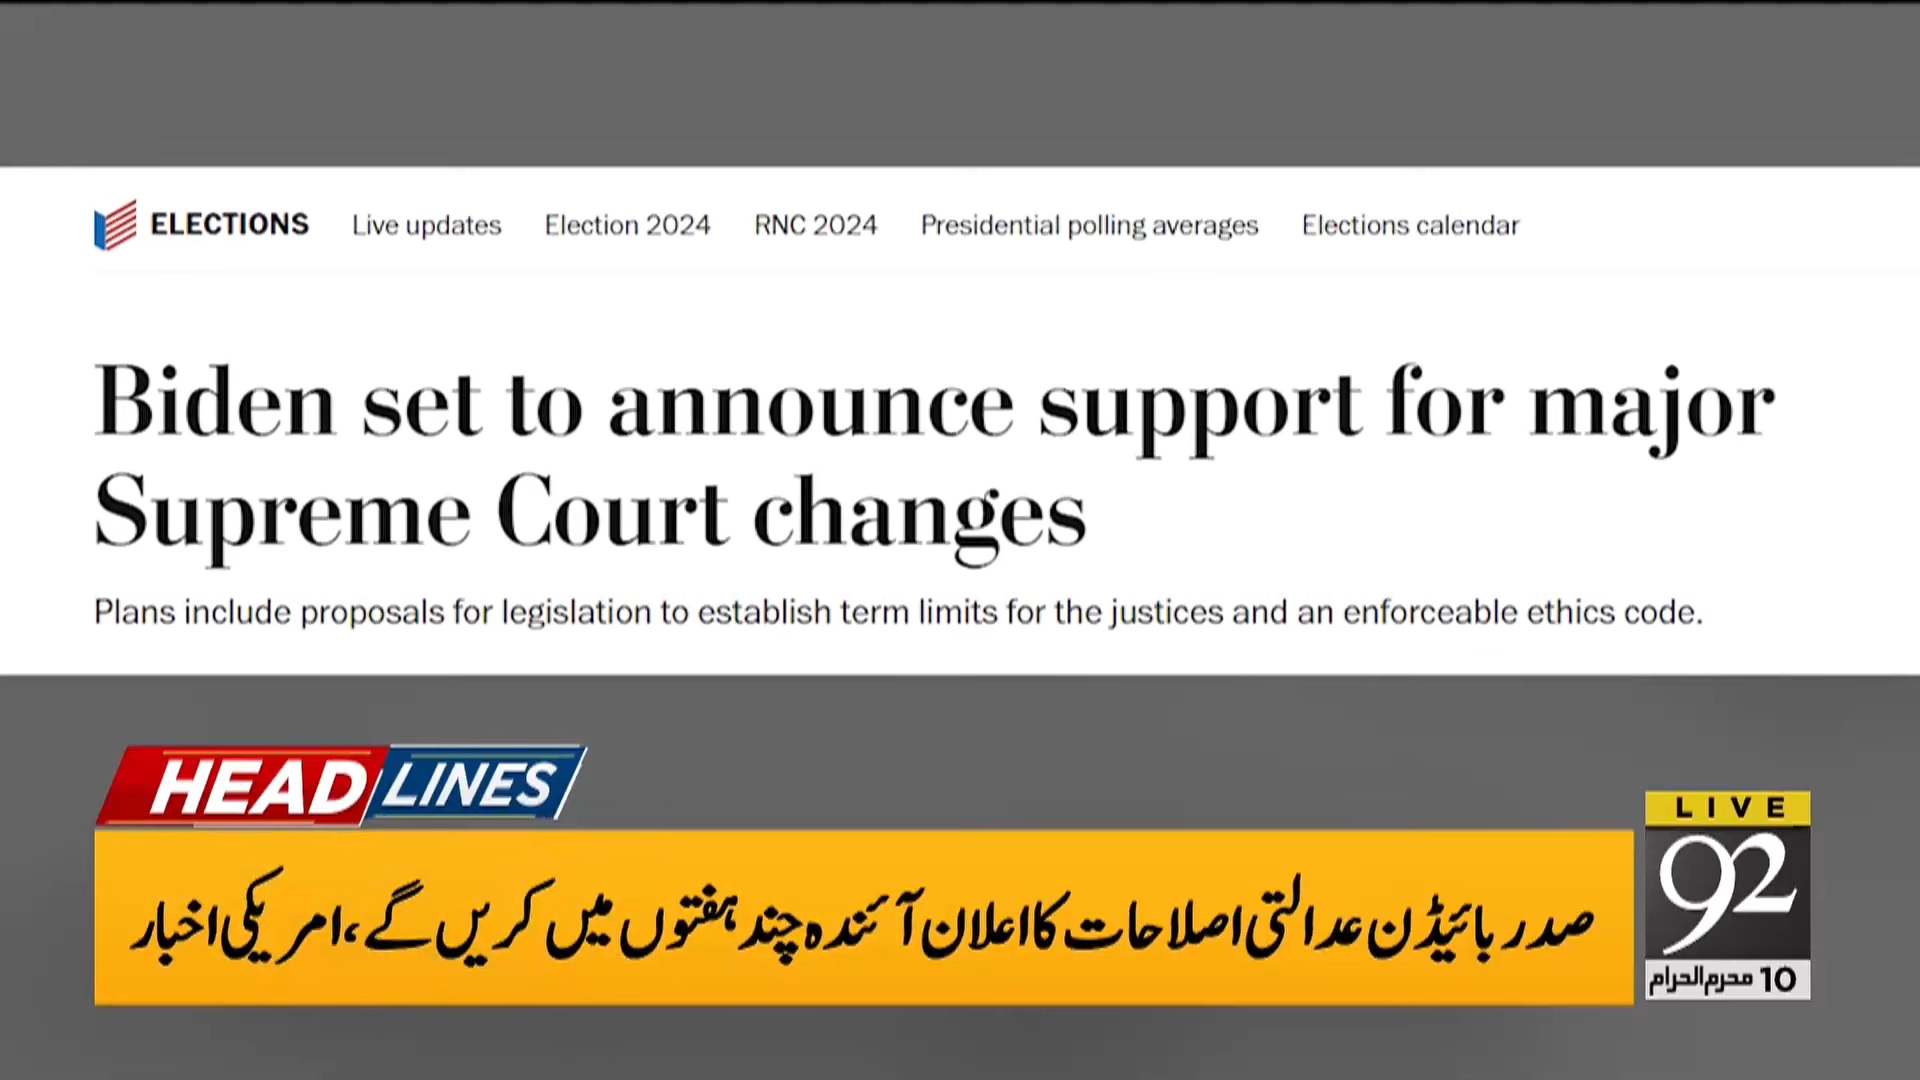 ELECTIONS Live updates Election 2024 RNC 2024 Presidential polling averages Elections calendar
Biden set to announce support for major
Supreme Court changes
Plans include proposals for legislation to establish term limits for the justices and an enforceable ethics code.
HEADLINES
صدر بائیڈن عدالتی اصلاحات کا اعلان آئندہ چند ہفتوں میں کریں گے، امریکی اخبار
LIVE
92
10 محرم الحرام